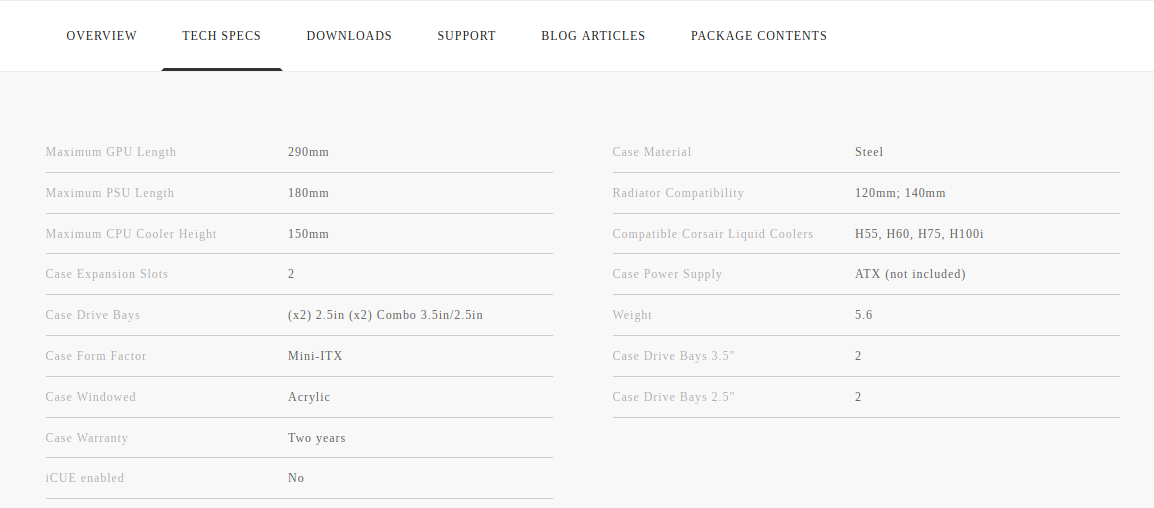 OVERVIEW TECH SPECS DOWNLOADS SUPPORT BLOG ARTICLES PACKAGE CONTENTS
Maximum GPU Length 290mm
Maximum PSU Length 180mm
Maximum CPU Cooler Height 150mm
Case Expansion Slots 2
Case Drive Bays (x2) 2.5in (x2) Combo 3.5in/2.5in
Case Form Factor Mini-ITX
Case Windowed Acrylic
Case Warranty Two years
iCUE enabled No
Case Material Steel
Radiator Compatibility 120mm; 140mm
Compatible Corsair Liquid Coolers H55, H60, H75, H100i
Case Power Supply ATX (not included)
Weight 5.6
Case Drive Bays 3.5" 2
Case Drive Bays 2.5" 2